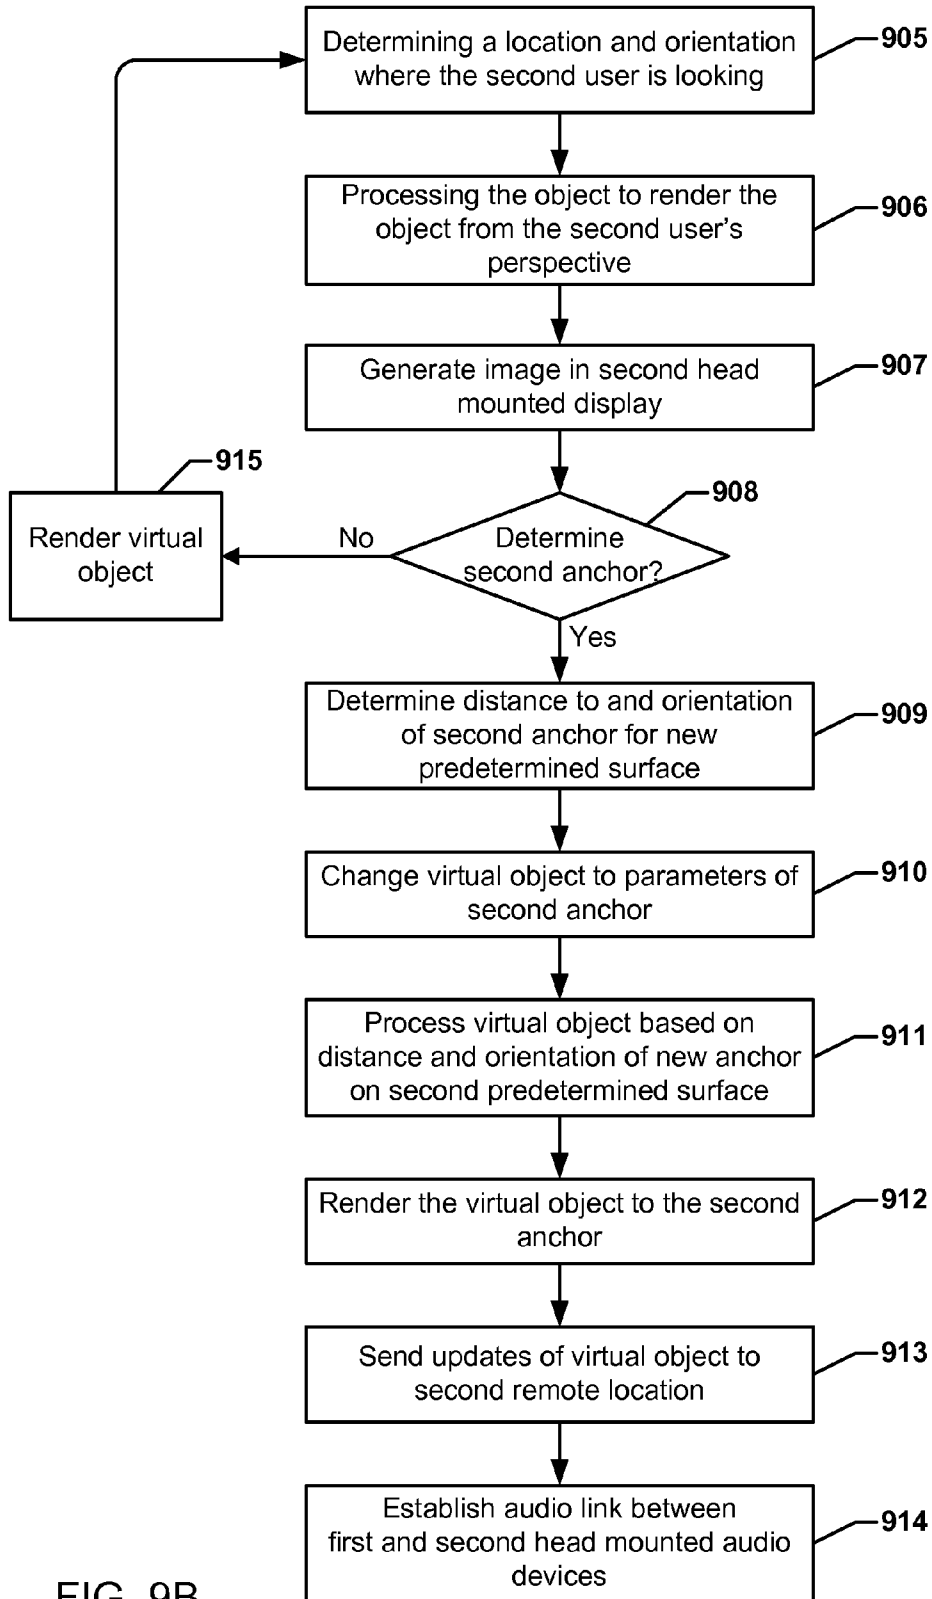 Determining a location and orientation
where the second user is looking
905
Processing the object to render the
object from the second user's
perspective
906
Generate image in second head
mounted display
907
915
Render virtual
object
No
908
Determine
second anchor?
Yes
Determine distance to and orientation
of second anchor for new
predetermined surface
909
Change virtual object to parameters of
second anchor
910
Process virtual object based on
distance and orientation of new anchor
on second predetermined surface
911
Render the virtual object to the second
anchor
912
Send updates of virtual object to
second remote location
913
Establish audio link between
first and second head mounted audio
devices
914
FIG. 9B